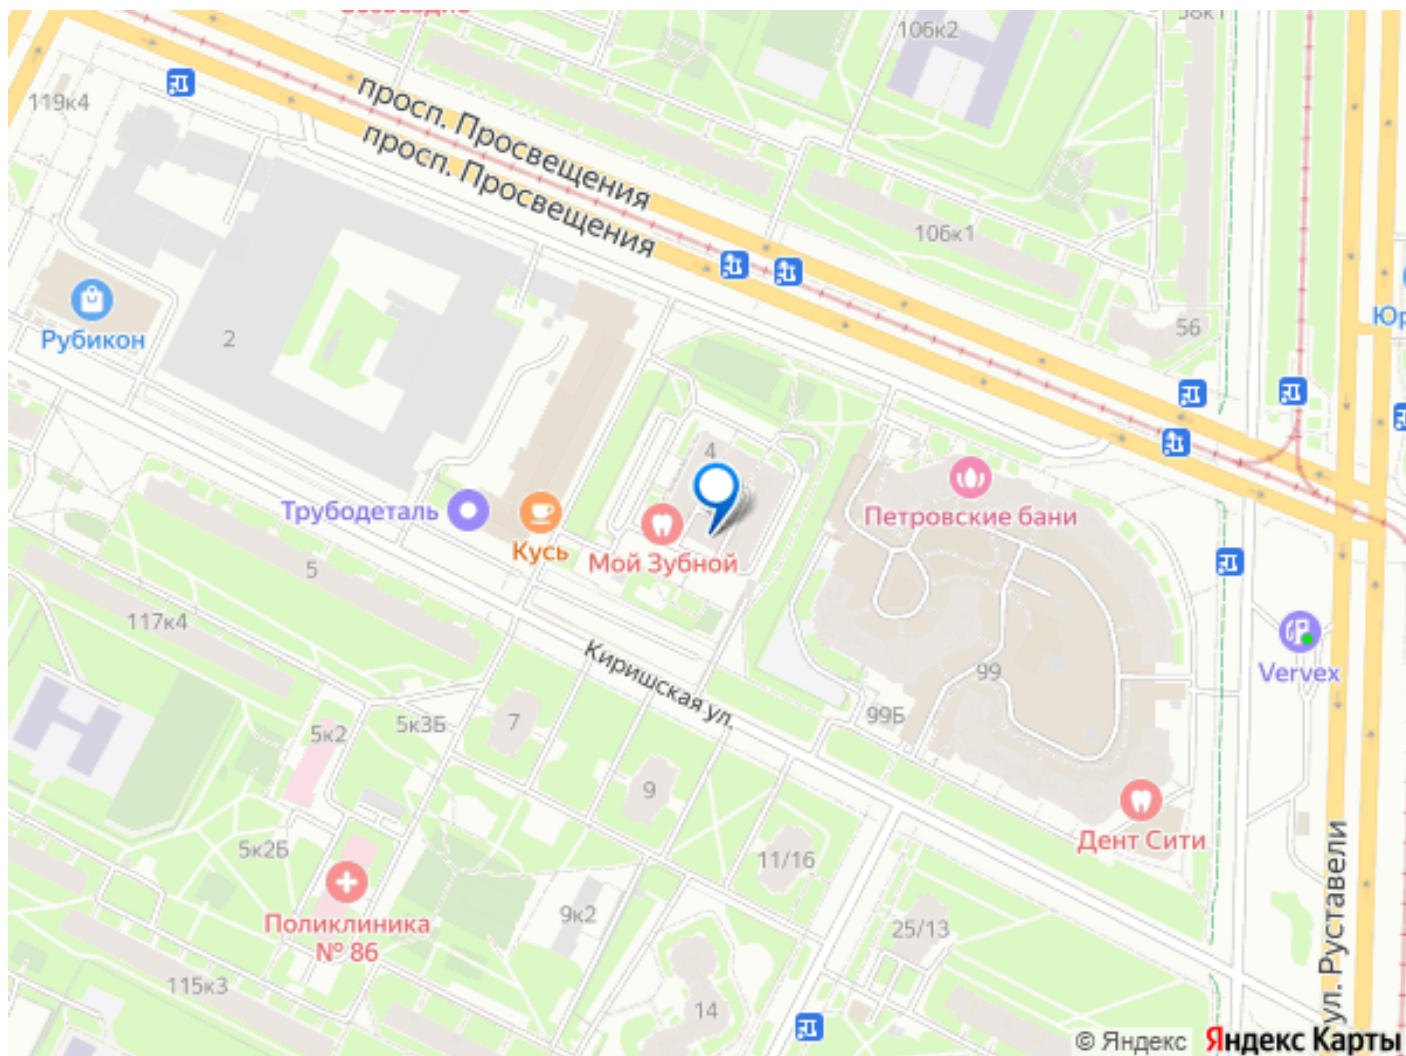 106к2
58к1
119к4
просп. Просвещения
просп. Просвещения
106к1
56
Рубикон
2
4
Трубодеталь
Кусь
Мой Зубной
Петровские бани
5
117к4
Киришская ул.
99
99Б
Vervex
5к2
5к3Б
7
9
5к2Б
11/16
Дент Сити
Поликлиника
№ 86
9к2
25/13
115к3
14
ул. Руставели
© Яндекс
Яндекс Карты